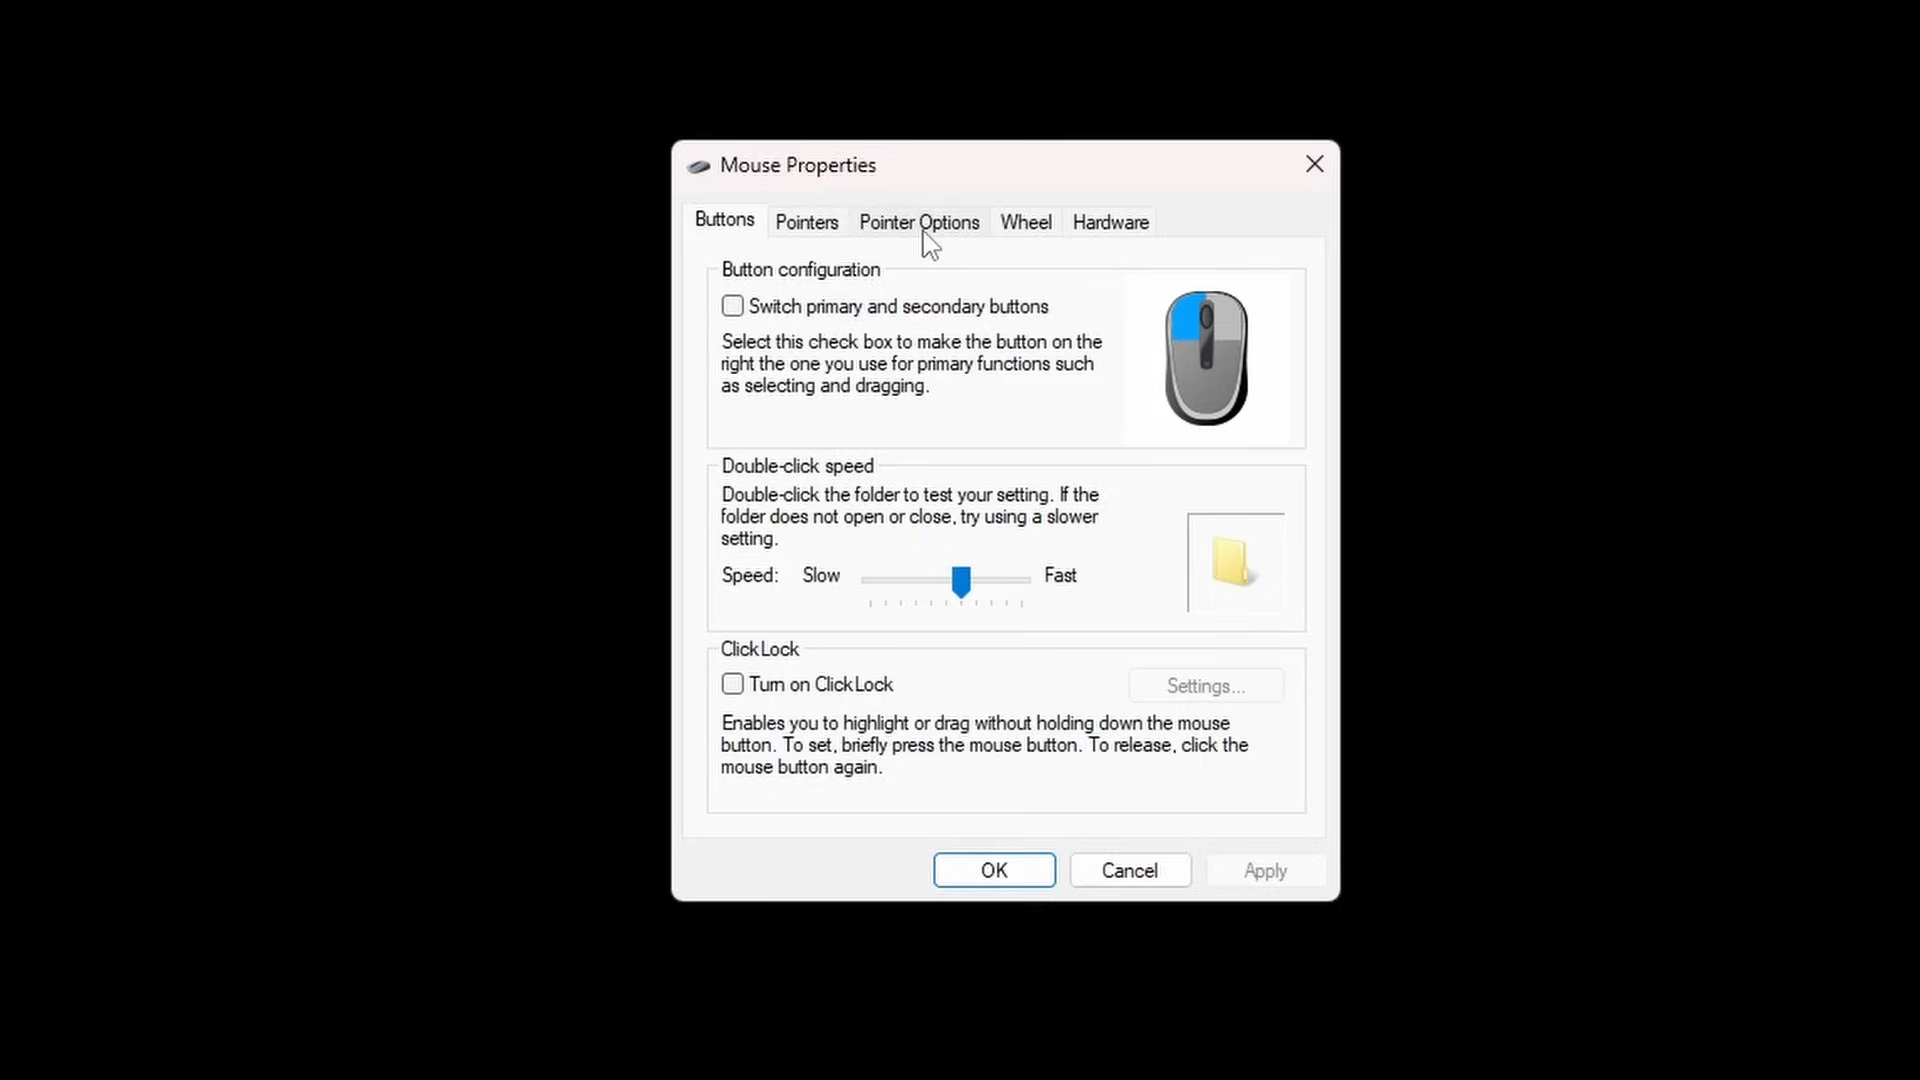 Mouse Properties
Buttons Pointers Pointer Options Wheel Hardware
Button configuration
Switch primary and secondary buttons
Select this check box to make the button on the
right the one you use for primary functions such
as selecting and dragging.
Double-click speed
Double-click the folder to test your setting. If the
folder does not open or close, try using a slower
setting.
Speed: Slow Fast
ClickLock
Turn on ClickLock Settings...
Enables you to highlight or drag without holding down the mouse
button. To set, briefly press the mouse button. To release, click the
mouse button again.
OK Cancel Apply